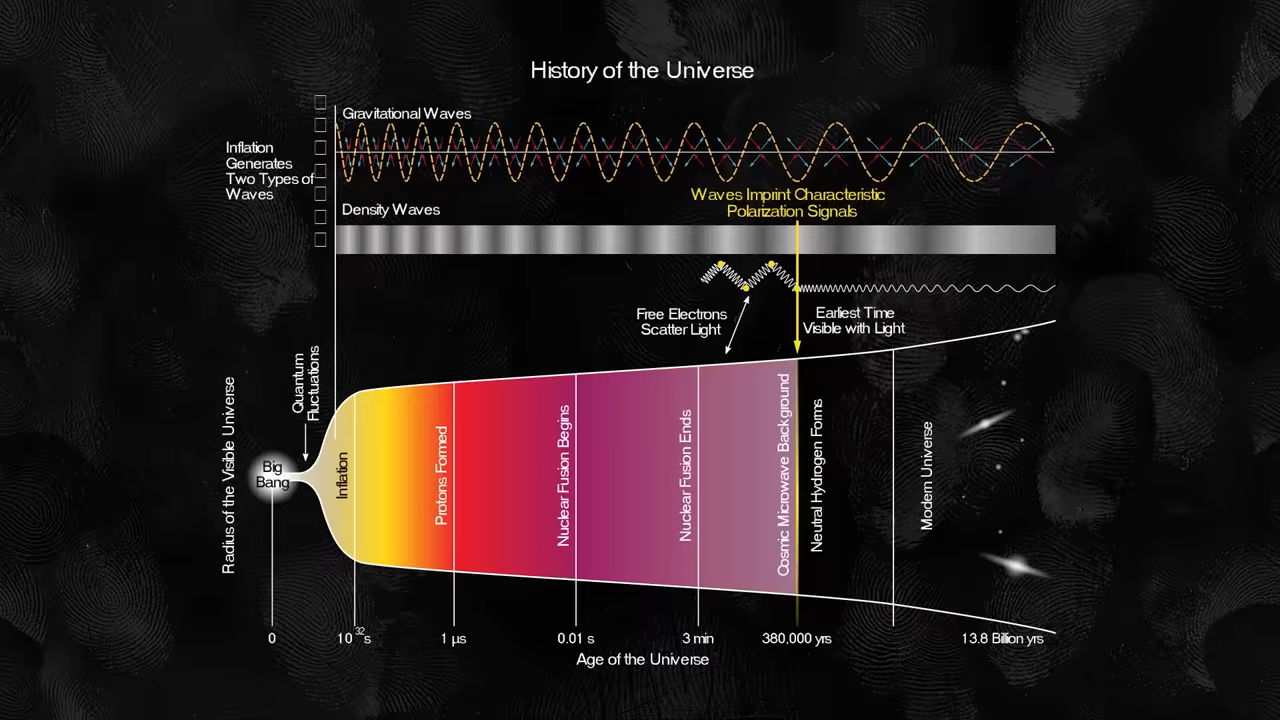 History of the Universe
Gravitational Waves
Inflation
Generates
Two Types of
Waves
Waves Imprint Characteristic
Polarization Signals
Density Waves
Free Electrons
Scatter Light
Earliest Time
Visible with Light
Radius of the Visible Universe
Quantum
Fluctuations
Big
Bang
Inflation
Protons Formed
Nuclear Fusion Begins
Nuclear Fusion Ends
Cosmic Microwave Background
Neutral Hydrogen Forms
Modern Universe
0
10 32 s
1 µs
0.01 s
3 min
380,000 yrs
13.8 Billion yrs
Age of the Universe